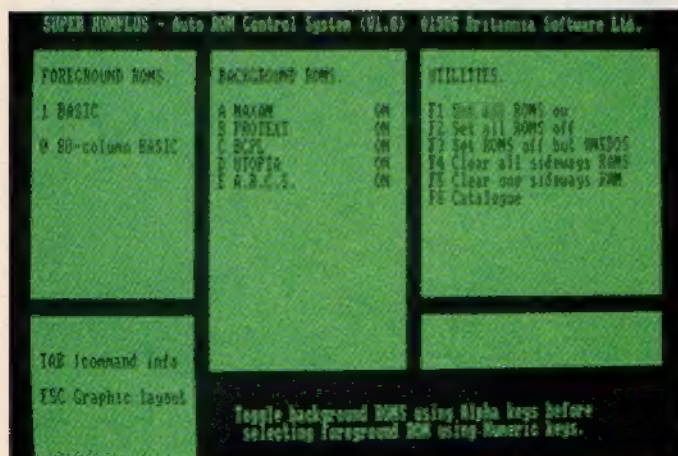 SUPER ROMPLUS - Auto ROM Control System (V1.6) ©1986 Britannia Software Ltd.
FOREGROUND ROMS.
1 BASIC
0 80-column BASIC
BACKGROUND ROMS.
A MAXAM ON
B PROTEXT ON
C BCPL ON
D UTOPIA ON
E A.B.C.S. ON
UTILITIES.
F1 Set all ROMS on
F2 Set all ROMS off
F3 Set ROMS off but AMSDOS
F4 Clear all sideways RAMS
F5 Clear one sideways RAM
F6 Catalogue
TAB |command info
ESC Graphic layout
Toggle background ROMS using Alpha keys before
selecting foreground ROM using Numeric keys.